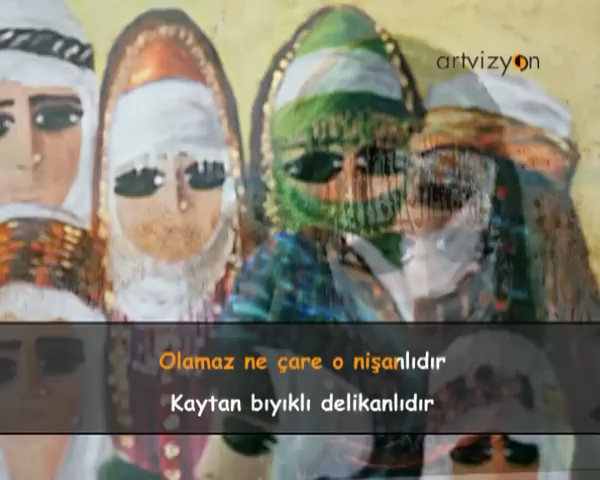 artvizyon
Olamaz ne çare o nişanlıdır
Kaytan bıyıklı delikanlıdır